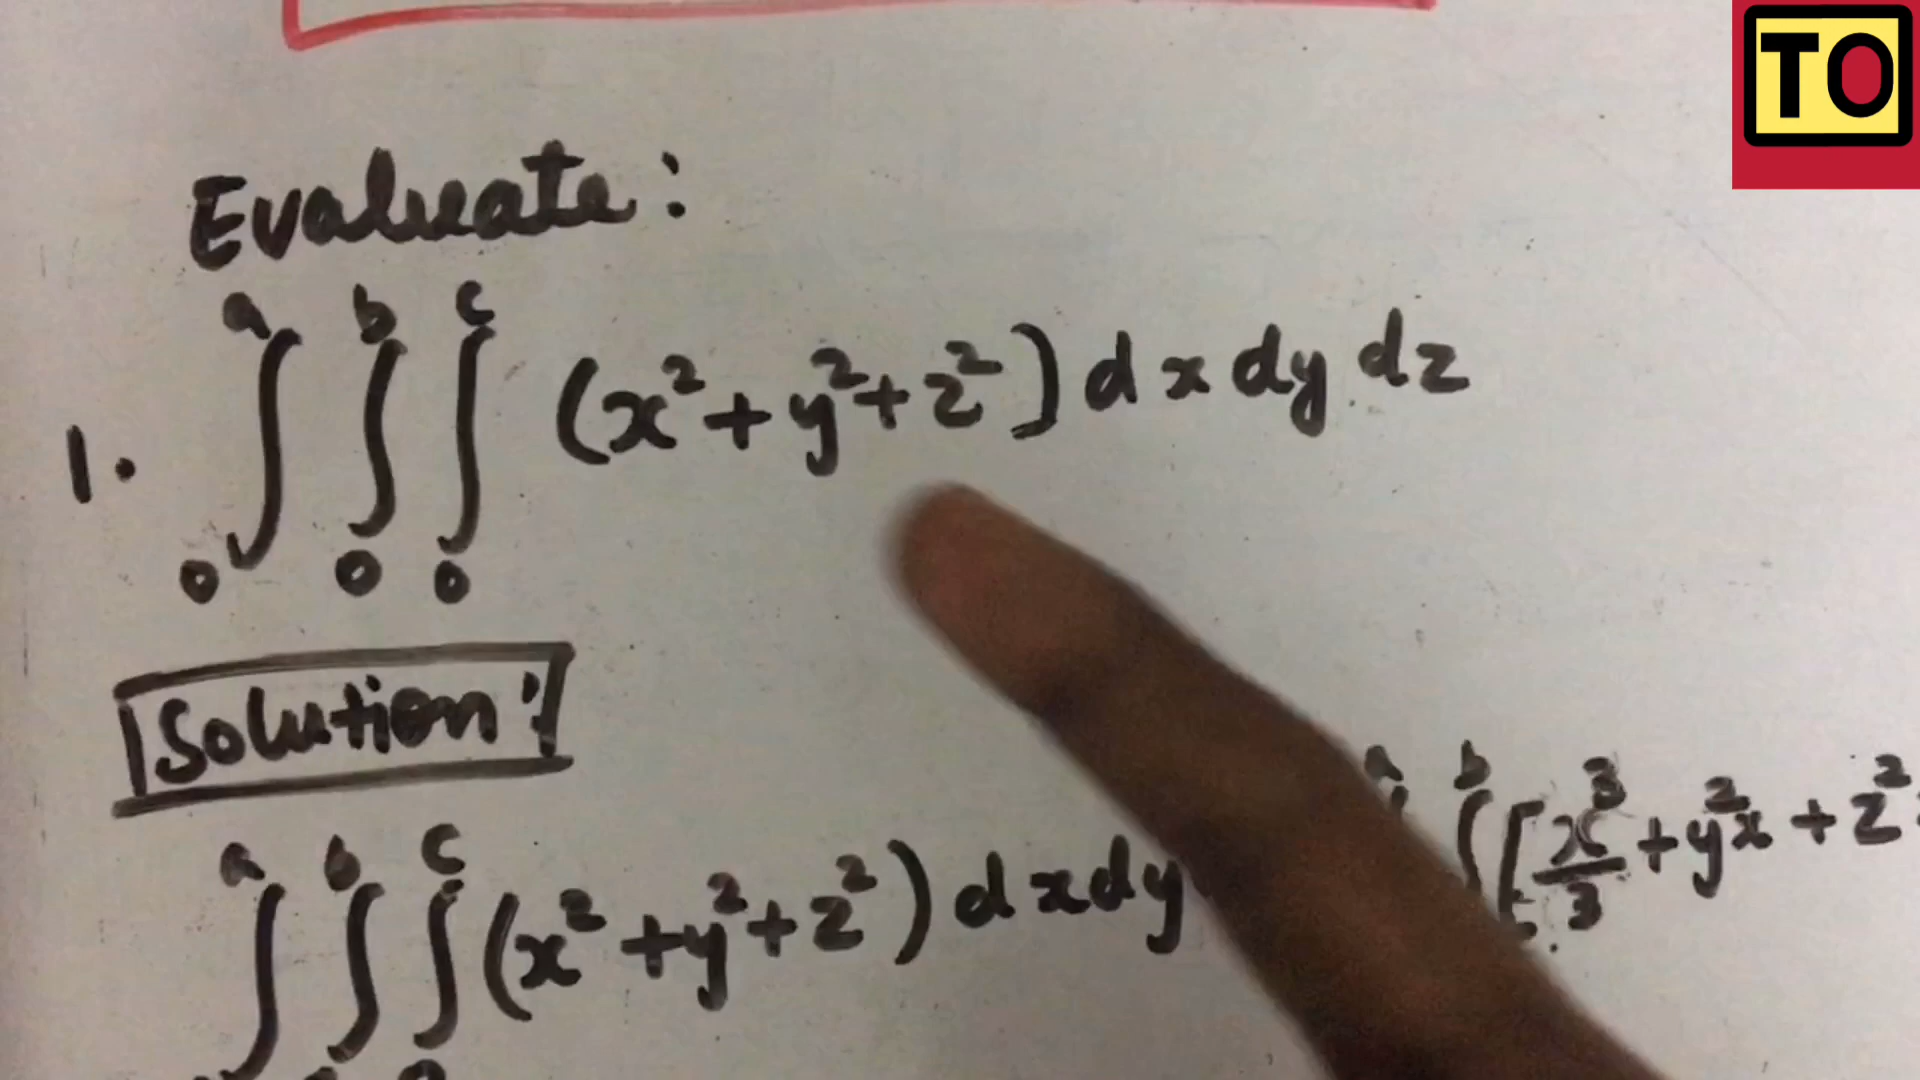 TO
Evaluate:
1. ∫₀ᵃ ∫₀ᵇ ∫₀ᶜ (x²+y²+z²) dx dy dz
Solution:
∫ᵃ ∫ᵇ ∫ᶜ (x²+y²+z²) dx dy
∫ᵇ [x³/3 + y²x + z²